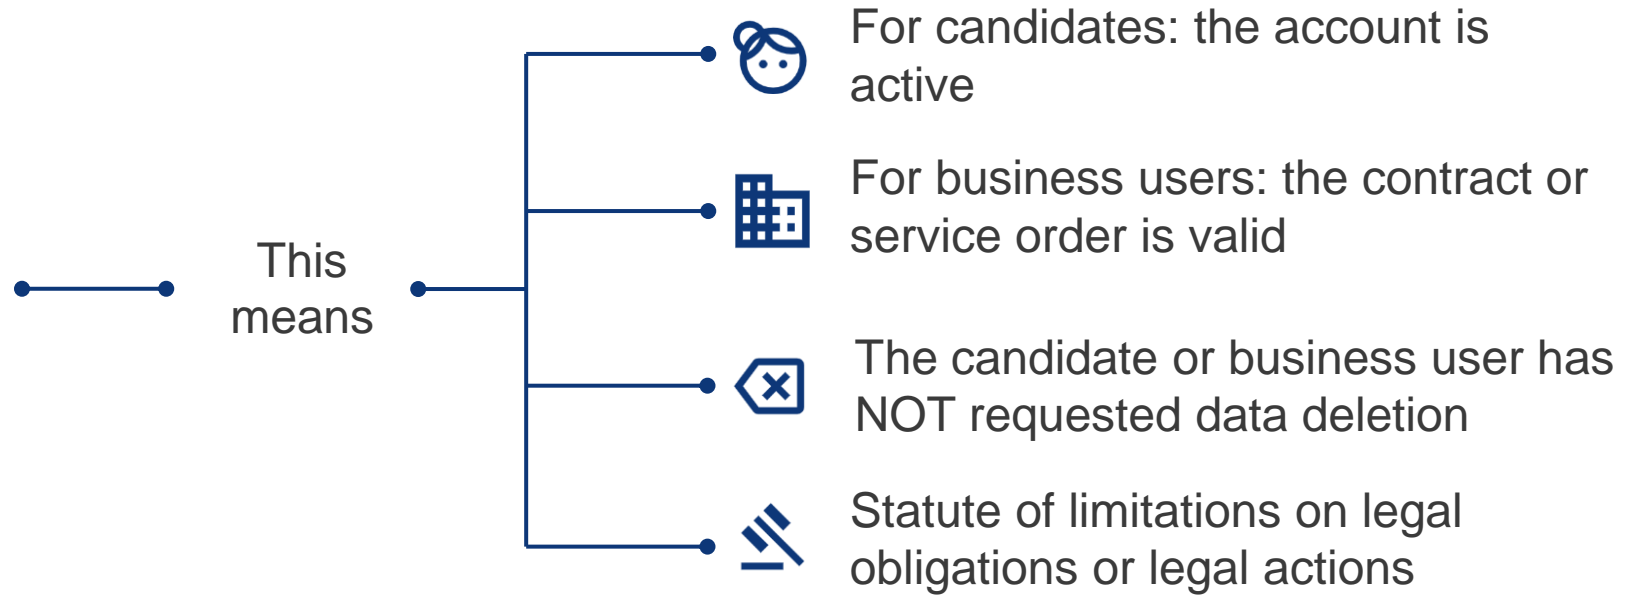 This
means
For candidates: the account is
active
For business users: the contract or
service order is valid
The candidate or business user has
NOT requested data deletion
Statute of limitations on legal
obligations or legal actions